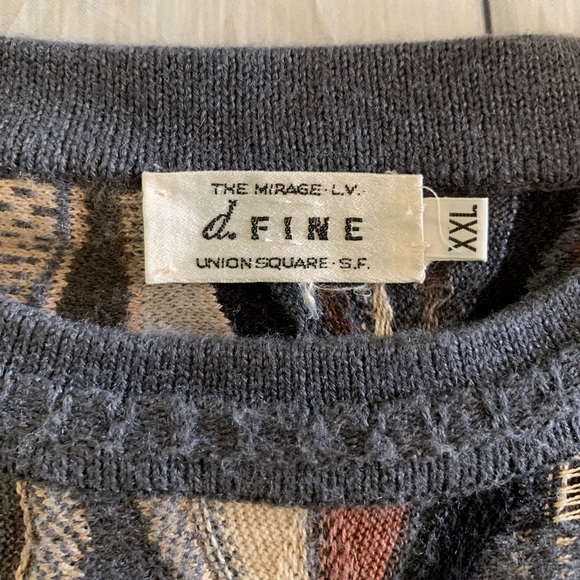 THE MIRAGE · L.V.
d. FINE
UNION SQUARE · S.F.
XXL